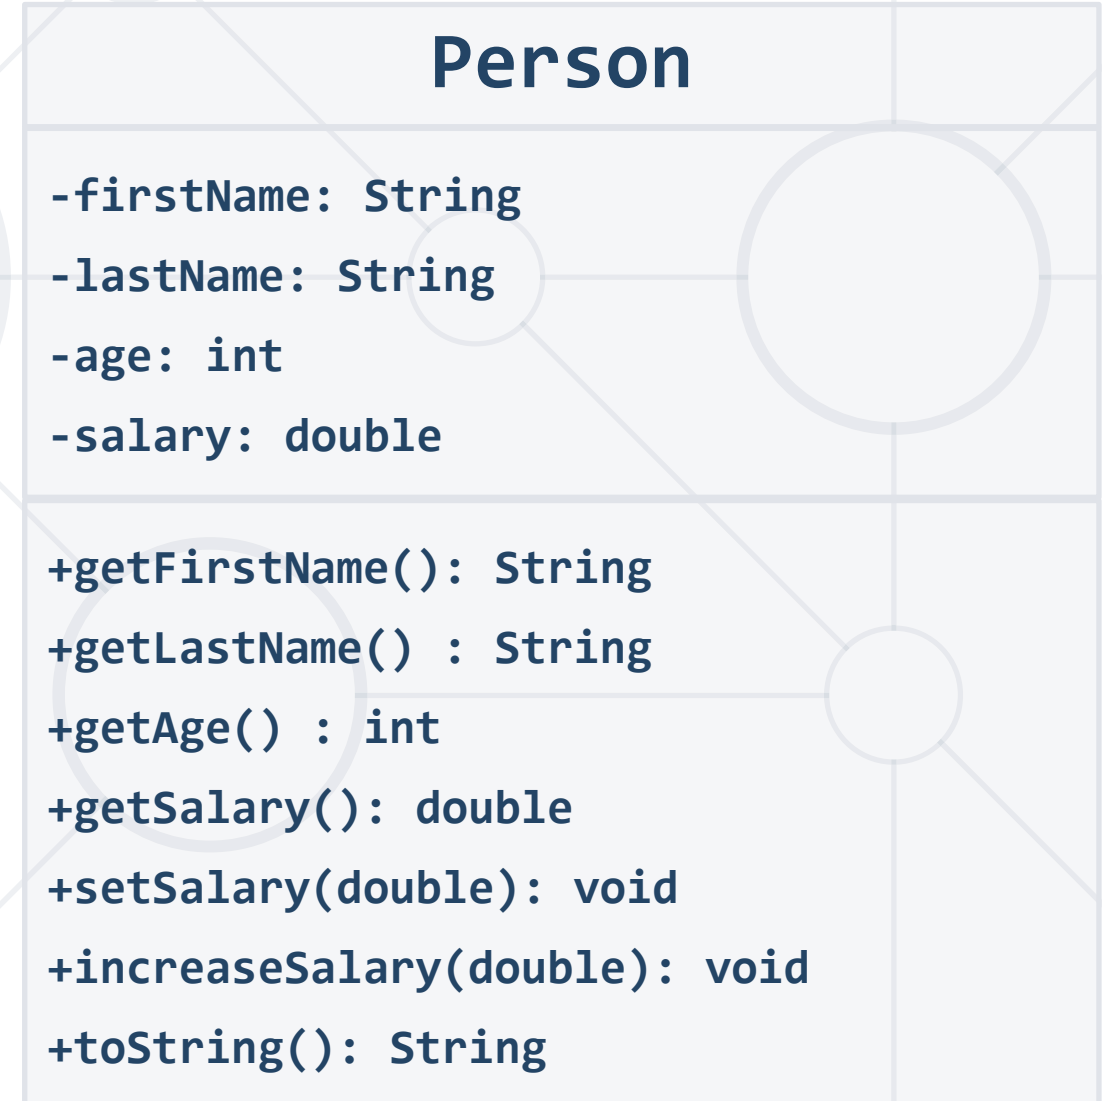 Person
-firstName: String
-lastName: String
-age: int
-salary: double
+getFirstName(): String
+getLastName() : String
+getAge() : int
+getSalary(): double
+setSalary(double): void
+increaseSalary(double): void
+toString(): String